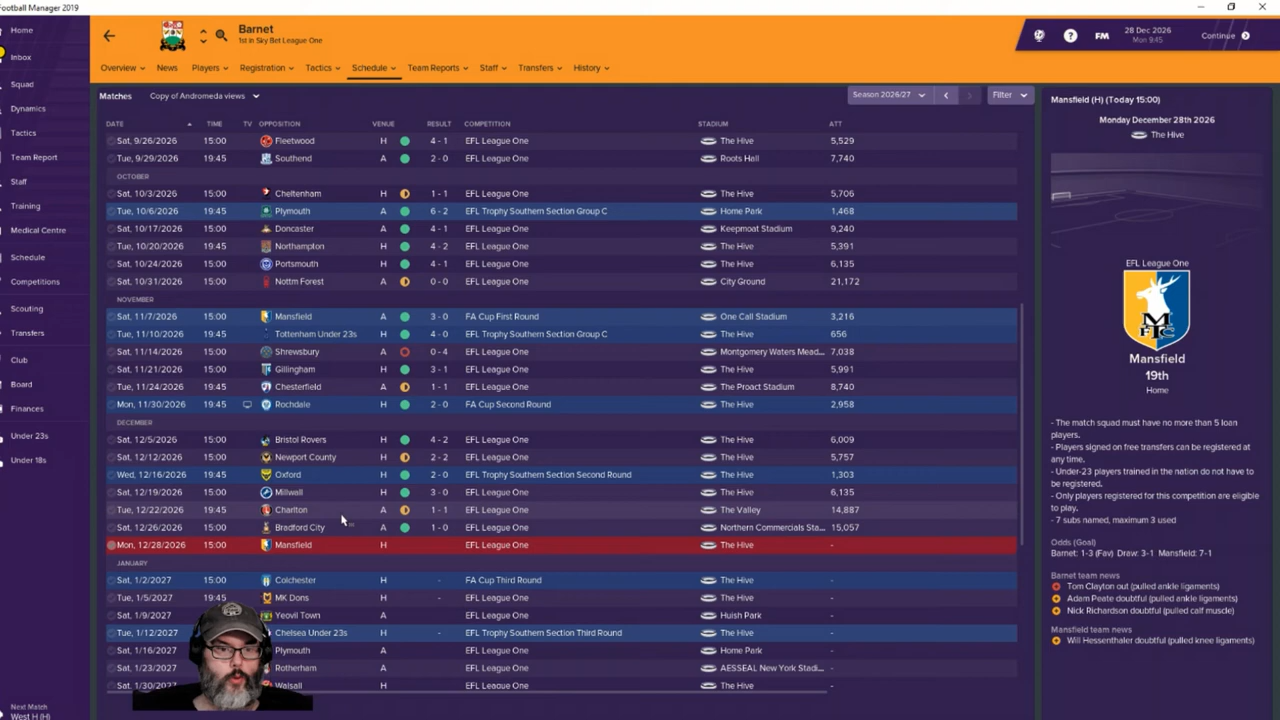 Football Manager 2019
Home
Inbox
Squad
Dynamics
Tactics
Team Report
Staff
Training
Medical Centre
Schedule
Competitions
Scouting
Transfers
Club
Board
Finances
Under 23s
Under 18s
Next Match
West H (H)
Barnet
1st in Sky Bet League One
28 Dec 2026
Mon 9:45
FM
Continue
Overview News Players Registration Tactics Schedule Team Reports Staff Transfers History
Matches Copy of Andromeda views Season 2026/27 Filter
DATE TIME TV OPPOSITION VENUE RESULT COMPETITION STADIUM ATT
Sat, 9/26/2026 15:00 Fleetwood H 4 - 1 EFL League One The Hive 5,529
Tue, 9/29/2026 19:45 Southend A 2 - 0 EFL League One Roots Hall 7,740
OCTOBER
Sat, 10/3/2026 15:00 Cheltenham H 1 - 1 EFL League One The Hive 5,706
Tue, 10/6/2026 19:45 Plymouth A 6 - 2 EFL Trophy Southern Section Group C Home Park 1,468
Sat, 10/17/2026 15:00 Doncaster A 4 - 1 EFL League One Keepmoat Stadium 9,240
Tue, 10/20/2026 19:45 Northampton H 4 - 2 EFL League One The Hive 5,391
Sat, 10/24/2026 15:00 Portsmouth H 4 - 1 EFL League One The Hive 6,135
Sat, 10/31/2026 15:00 Nottm Forest A 0 - 0 EFL League One City Ground 21,172
NOVEMBER
Sat, 11/7/2026 15:00 Mansfield A 3 - 0 FA Cup First Round One Call Stadium 3,216
Tue, 11/10/2026 19:45 Tottenham Under 23s H 4 - 0 EFL Trophy Southern Section Group C The Hive 656
Sat, 11/14/2026 15:00 Shrewsbury A 0 - 4 EFL League One Montgomery Waters Mead... 7,038
Sat, 11/21/2026 15:00 Gillingham H 3 - 1 EFL League One The Hive 5,991
Tue, 11/24/2026 19:45 Chesterfield A 1 - 1 EFL League One The Proact Stadium 8,740
Mon, 11/30/2026 19:45 Rochdale H 2 - 0 FA Cup Second Round The Hive 2,958
DECEMBER
Sat, 12/5/2026 15:00 Bristol Rovers H 4 - 2 EFL League One The Hive 6,009
Sat, 12/12/2026 15:00 Newport County H 2 - 2 EFL League One The Hive 5,757
Wed, 12/16/2026 19:45 Oxford H 2 - 0 EFL Trophy Southern Section Second Round The Hive 1,303
Sat, 12/19/2026 15:00 Millwall H 3 - 0 EFL League One The Hive 6,135
Tue, 12/22/2026 19:45 Charlton A 1 - 1 EFL League One The Valley 14,887
Sat, 12/26/2026 15:00 Bradford City A 1 - 0 EFL League One Northern Commercials Sta... 15,057
Mon, 12/28/2026 15:00 Mansfield H EFL League One The Hive -
JANUARY
Sat, 1/2/2027 15:00 Colchester H - FA Cup Third Round The Hive -
Tue, 1/5/2027 19:45 MK Dons H EFL League One The Hive -
Sat, 1/9/2027 Yeovil Town A EFL League One Huish Park -
Tue, 1/12/2027 Chelsea Under 23s H - EFL Trophy Southern Section Third Round The Hive -
Sat, 1/16/2027 Plymouth A EFL League One Home Park -
Sat, 1/23/2027 Rotherham A EFL League One AESSEAL New York Stadi... -
Sat, 1/30/2027 Walsall H EFL League One The Hive -
Mansfield (H) (Today 15:00)
Monday December 28th 2026
The Hive
EFL League One
Mansfield
19th
Home
- The match squad must have no more than 5 loan
players.
- Players signed on free transfers can be registered at
any time.
- Under-23 players trained in the nation do not have to
be registered.
- Only players registered for this competition are eligible
to play.
- 7 subs named, maximum 3 used
Odds (Goal)
Barnet: 1-3 (Fav) Draw: 3-1 Mansfield: 7-1
Barnet team news
Tom Clayton out (pulled ankle ligaments)
Adam Peate doubtful (pulled ankle ligaments)
Nick Richardson doubtful (pulled calf muscle)
Mansfield team news
Will Hessenthaler doubtful (pulled knee ligaments)